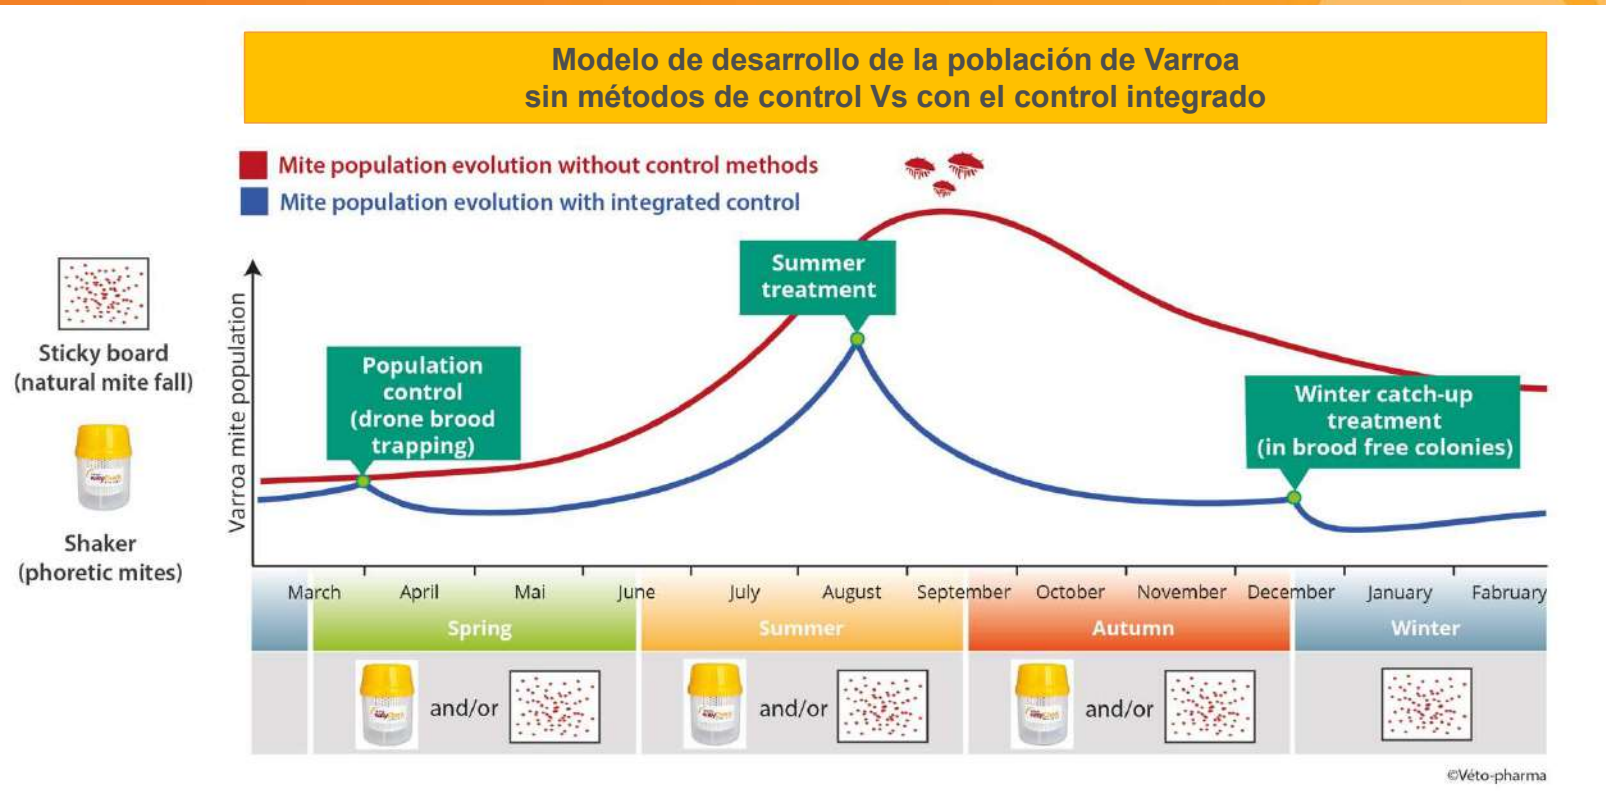 Modelo de desarrollo de la población de Varroa
sin métodos de control Vs con el control integrado
Mite population evolution without control methods
Mite population evolution with integrated control
Sticky board
(natural mite fall)
Shaker
(phoretic mites)
Varroa mite population
Population
control
(drone brood
trapping)
Summer
treatment
Winter catch-up
treatment
(in brood free colonies)
March April Mai June July August September October November December January Fabruary
Spring Summer Autumn Winter
and/or and/or and/or
©Véto-pharma